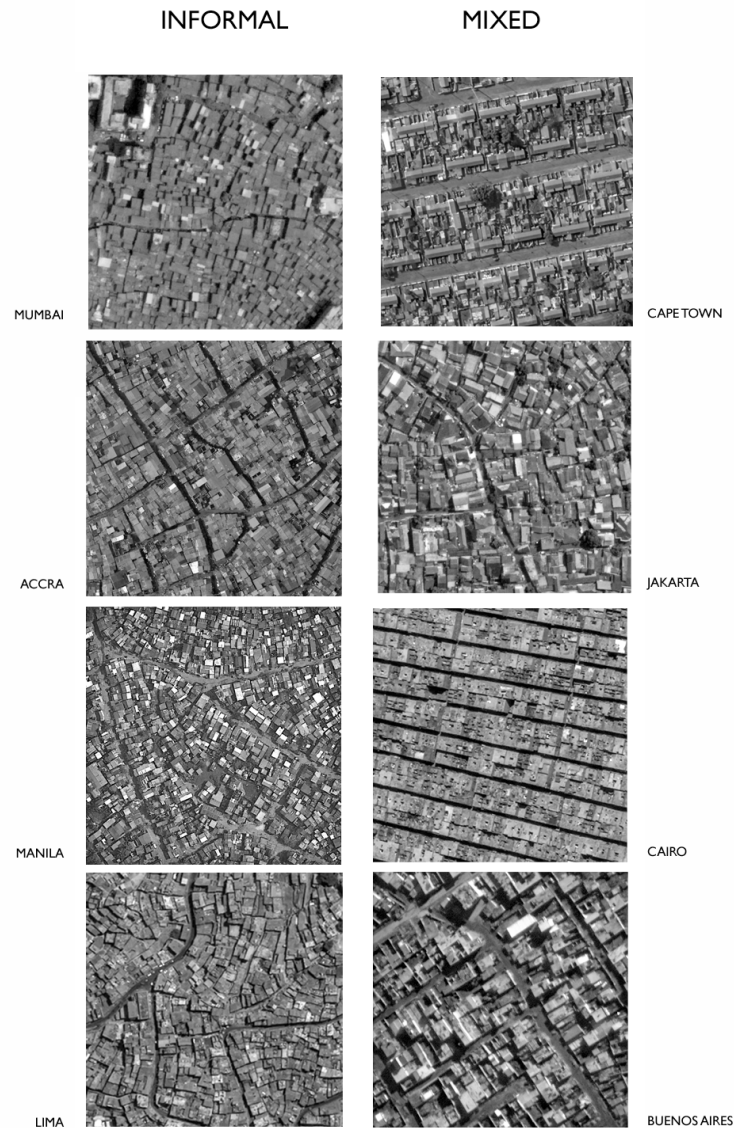 INFORMAL
MIXED
MUMBAI
CAPE TOWN
ACCRA
JAKARTA
MANILA
CAIRO
LIMA
BUENOS AIRES